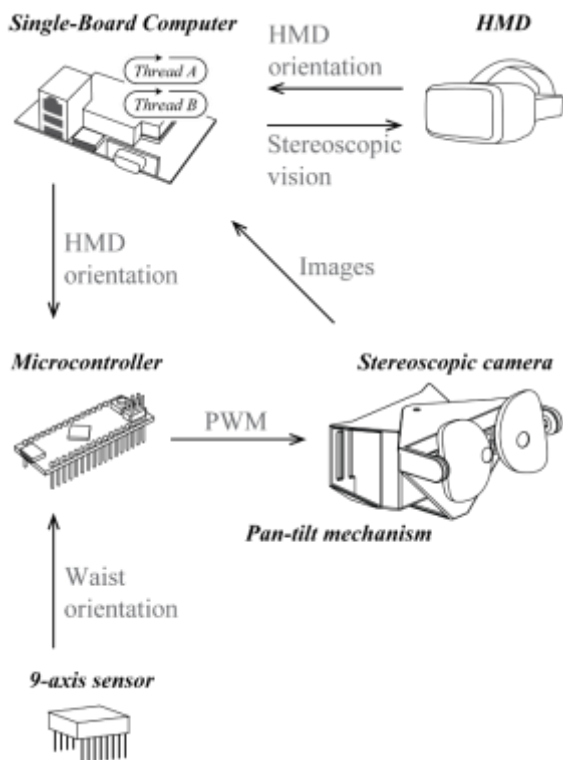 Single-Board Computer
HMD
Thread A
Thread B
HMD
orientation
Stereoscopic
vision
HMD
orientation
Images
Microcontroller
Stereoscopic camera
PWM
Pan-tilt mechanism
Waist
orientation
9-axis sensor